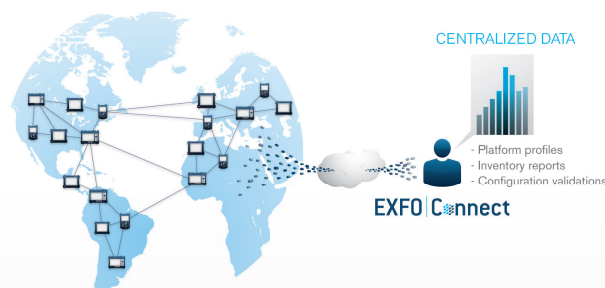 CENTRALIZED DATA
- Platform profiles
- Inventory reports
- Configuration validations
EXFO | Connect